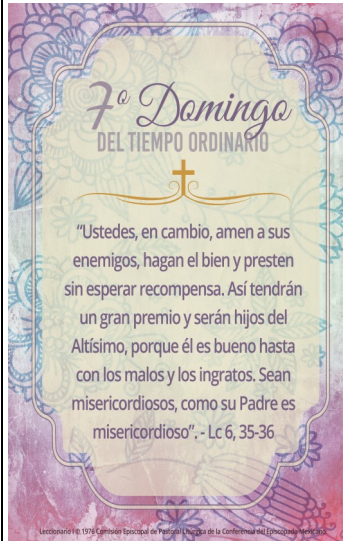 7º Domingo
DEL TIEMPO ORDINARIO
“Ustedes, en cambio, amen a sus
enemigos, hagan el bien y presten
sin esperar recompensa. Así tendrán
un gran premio y serán hijos del
Altísimo, porque él es bueno hasta
con los malos y los ingratos. Sean
misericordiosos, como su Padre es
misericordioso”. - Lc 6, 35-36
Leccionario I © 1976 Comisión Episcopal de Pastoral Litúrgica de la Conferencia del Episcopado Mexicano.